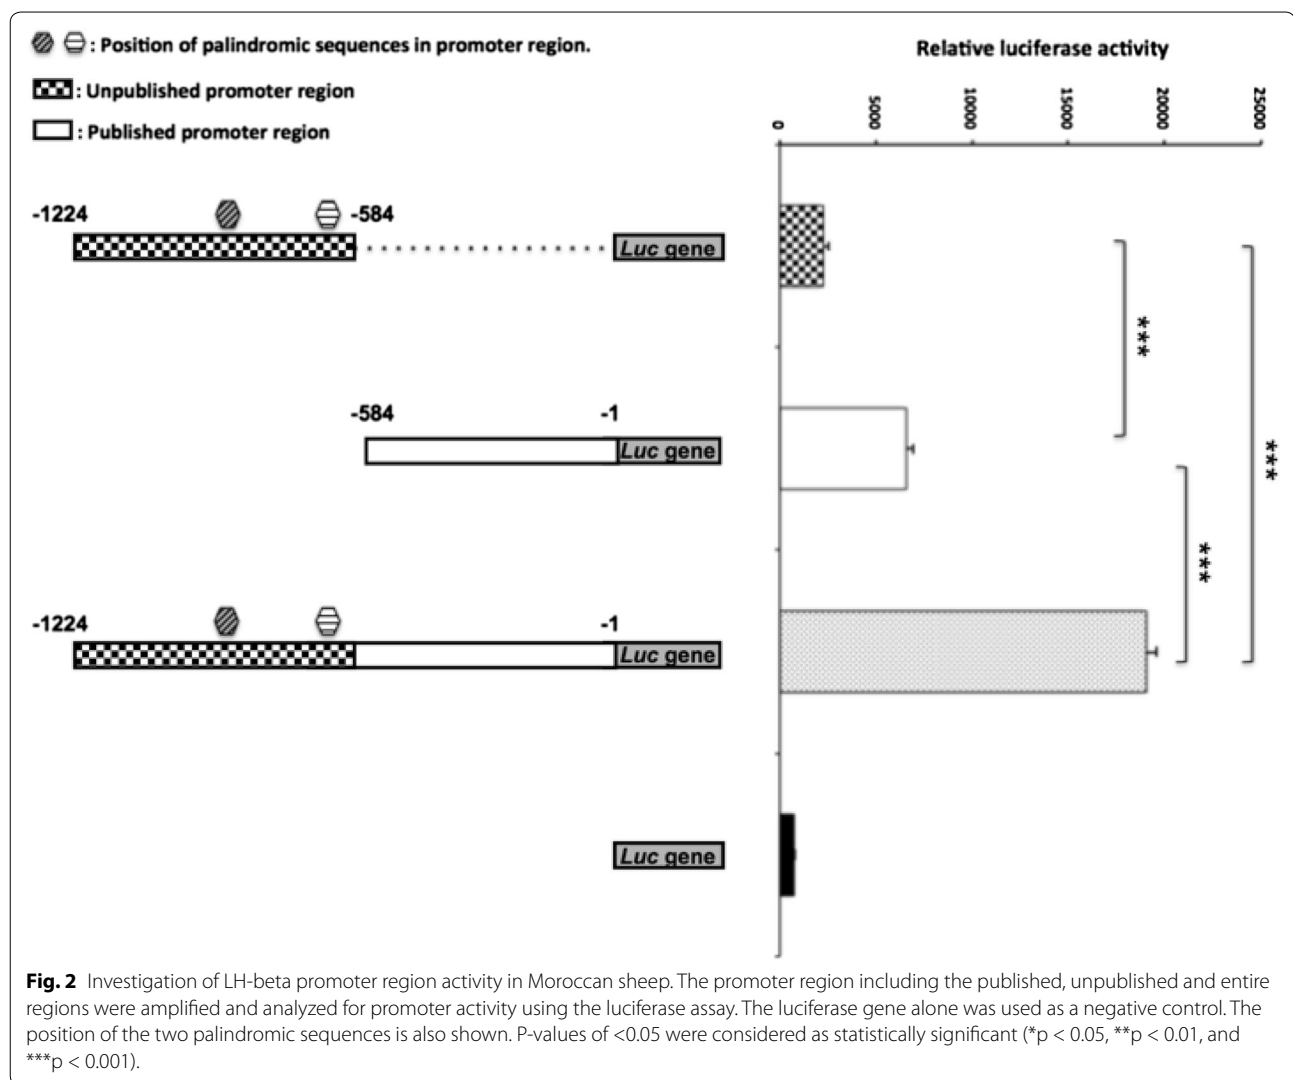 : Position of palindromic sequences in promoter region.
: Unpublished promoter region
: Published promoter region
Relative luciferase activity
0
5000
10000
15000
20000
25000
-1224
-584
Luc gene
***
-584
-1
Luc gene
***
***
-1224
-1
Luc gene
Luc gene
Fig. 2 Investigation of LH-beta promoter region activity in Moroccan sheep. The promoter region including the published, unpublished and entire
regions were amplified and analyzed for promoter activity using the luciferase assay. The luciferase gene alone was used as a negative control. The
position of the two palindromic sequences is also shown. P-values of <0.05 were considered as statistically significant (*p < 0.05, **p < 0.01, and
***p < 0.001).